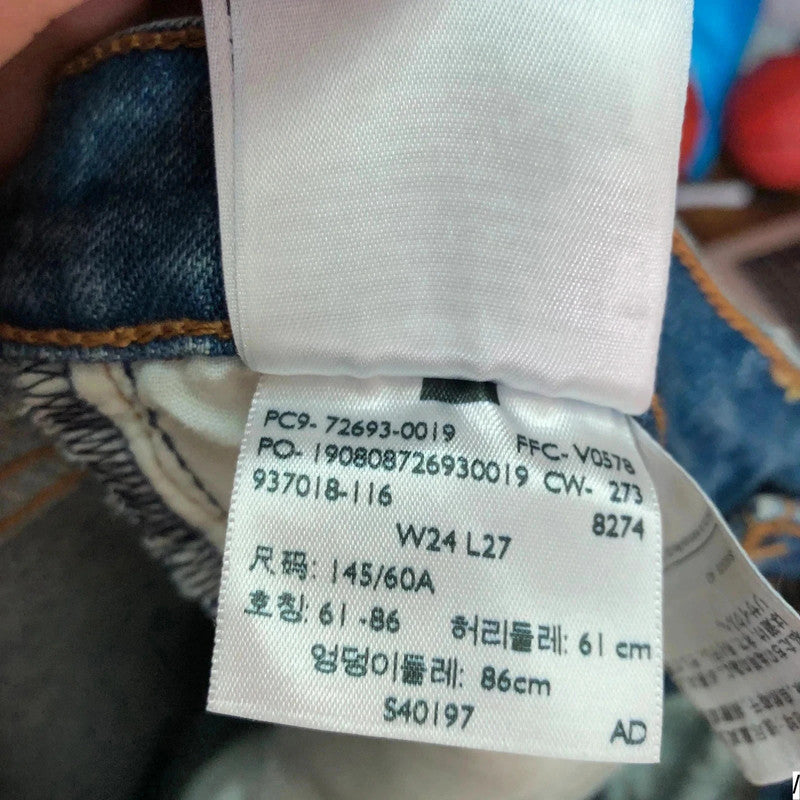 PC9- 72693-0019 FFC- V0578
PO- 190808726930019 CW- 273
937018-116 8274
W24 L27
尺码: 145/60A
호칭: 61 -86 허리둘레: 61 cm
엉덩이둘레: 86cm
S40197 AD